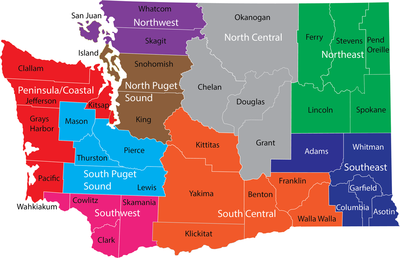 Whatcom
San Juan
Northwest
Okanogan
Skagit
Island
Ferry
Stevens
Pend
Oreille
North Central
Northeast
Clallam
Snohomish
Peninsula/Coastal
Jefferson
Kitsap
North Puget
Sound
Chelan
Douglas
Lincoln
Spokane
Grays
Harbor
Mason
King
Grant
Kittitas
Adams
Whitman
Thurston
Pierce
Southeast
Pacific
South Puget
Sound
Lewis
Yakima
Benton
Franklin
Garfield
Wahkiakum
Cowlitz
Skamania
Southwest
South Central
Walla Walla
Columbia
Asotin
Clark
Klickitat